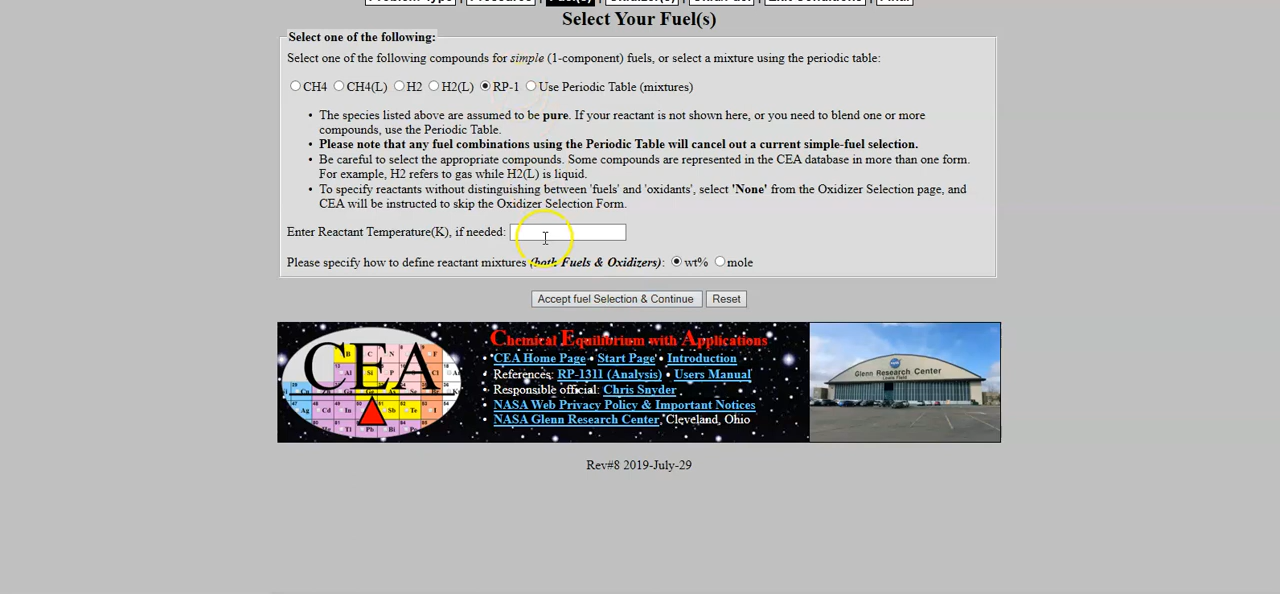 Problem Type | Pressures | Fuel(s) | Oxidizer(s) | Exit Conditions | Final
Select Your Fuel(s)
Select one of the following:
Select one of the following compounds for simple (1-component) fuels, or select a mixture using the periodic table:
CH4 CH4(L) H2 H2(L) RP-1 Use Periodic Table (mixtures)
• The species listed above are assumed to be pure. If your reactant is not shown here, or you need to blend one or more
compounds, use the Periodic Table.
• Please note that any fuel combinations using the Periodic Table will cancel out a current simple-fuel selection.
• Be careful to select the appropriate compounds. Some compounds are represented in the CEA database in more than one form.
For example, H2 refers to gas while H2(L) is liquid.
• To specify reactants without distinguishing between 'fuels' and 'oxidants', select 'None' from the Oxidizer Selection page, and
CEA will be instructed to skip the Oxidizer Selection Form.
Enter Reactant Temperature(K), if needed:
Please specify how to define reactant mixtures (both Fuels & Oxidizers): wt% mole
Accept fuel Selection & Continue Reset
CEA
Chemical Equilibrium with Applications
• CEA Home Page • Start Page • Introduction
• References: RP-1311 (Analysis) • Users Manual
• Responsible official: Chris Snyder
• NASA Web Privacy Policy & Important Notices
• NASA Glenn Research Center, Cleveland, Ohio
Glenn Research Center
Lewis Field
Rev#8 2019-July-29